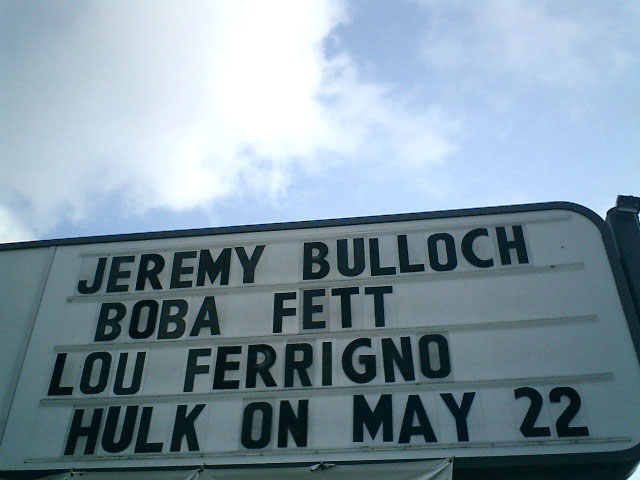 JEREMY BULLOCH
BOBA FETT
LOU FERRIGNO
HULK ON MAY 22